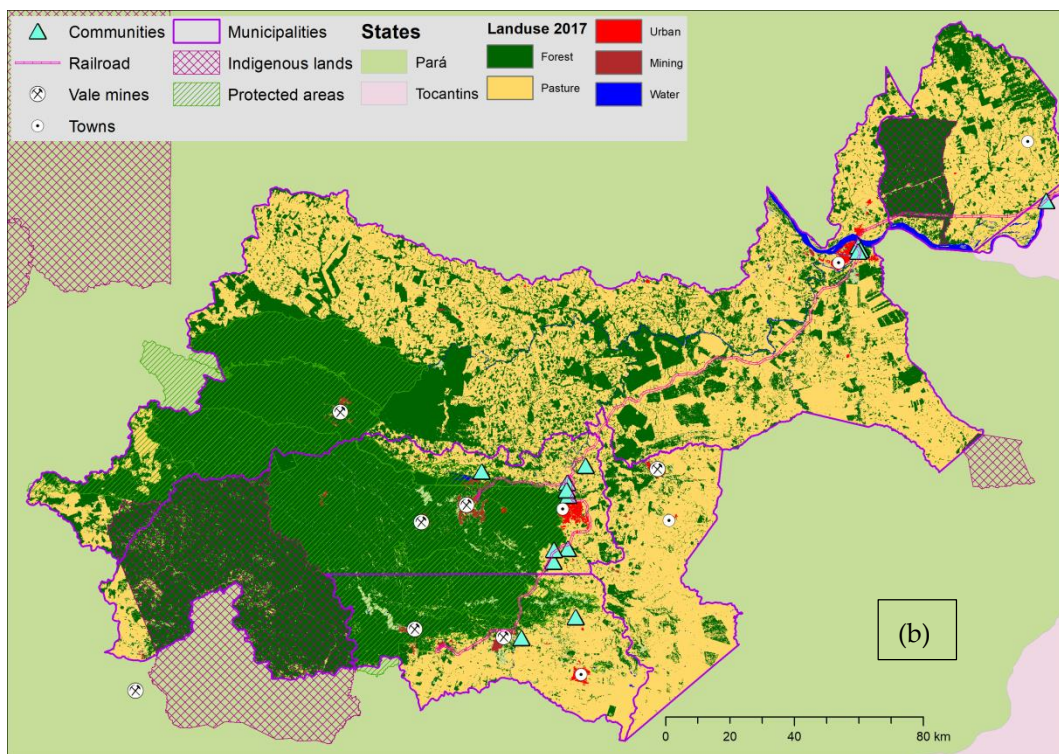 Communities
Railroad
Vale mines
Towns
Municipalities
Indigenous lands
Protected areas
States
Pará
Tocantins
Landuse 2017
Forest
Pasture
Urban
Mining
Water
(b)
0 20 40 80 km